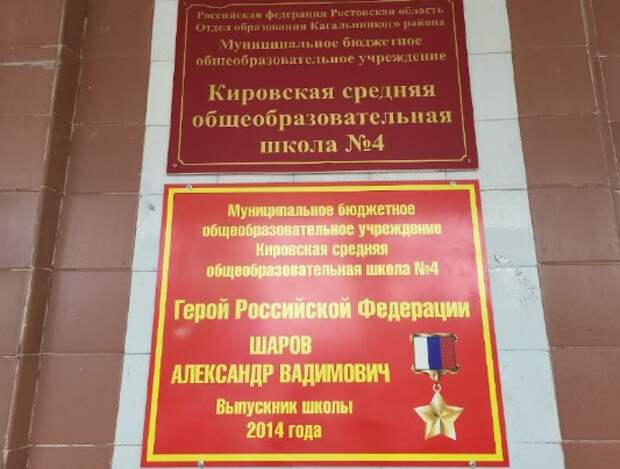 Российская федерация Ростовская область
Отдел образования Кагальницкого района
Муниципальное бюджетное
общеобразовательное учреждение
Кировская средняя
общеобразовательная
школа №4
Муниципальное бюджетное
общеобразовательное учреждение
Кировская средняя
общеобразовательная школа №4
Герой Российской Федерации
ШАРОВ
АЛЕКСАНДР ВАДИМОВИЧ
Выпускник школы
2014 года